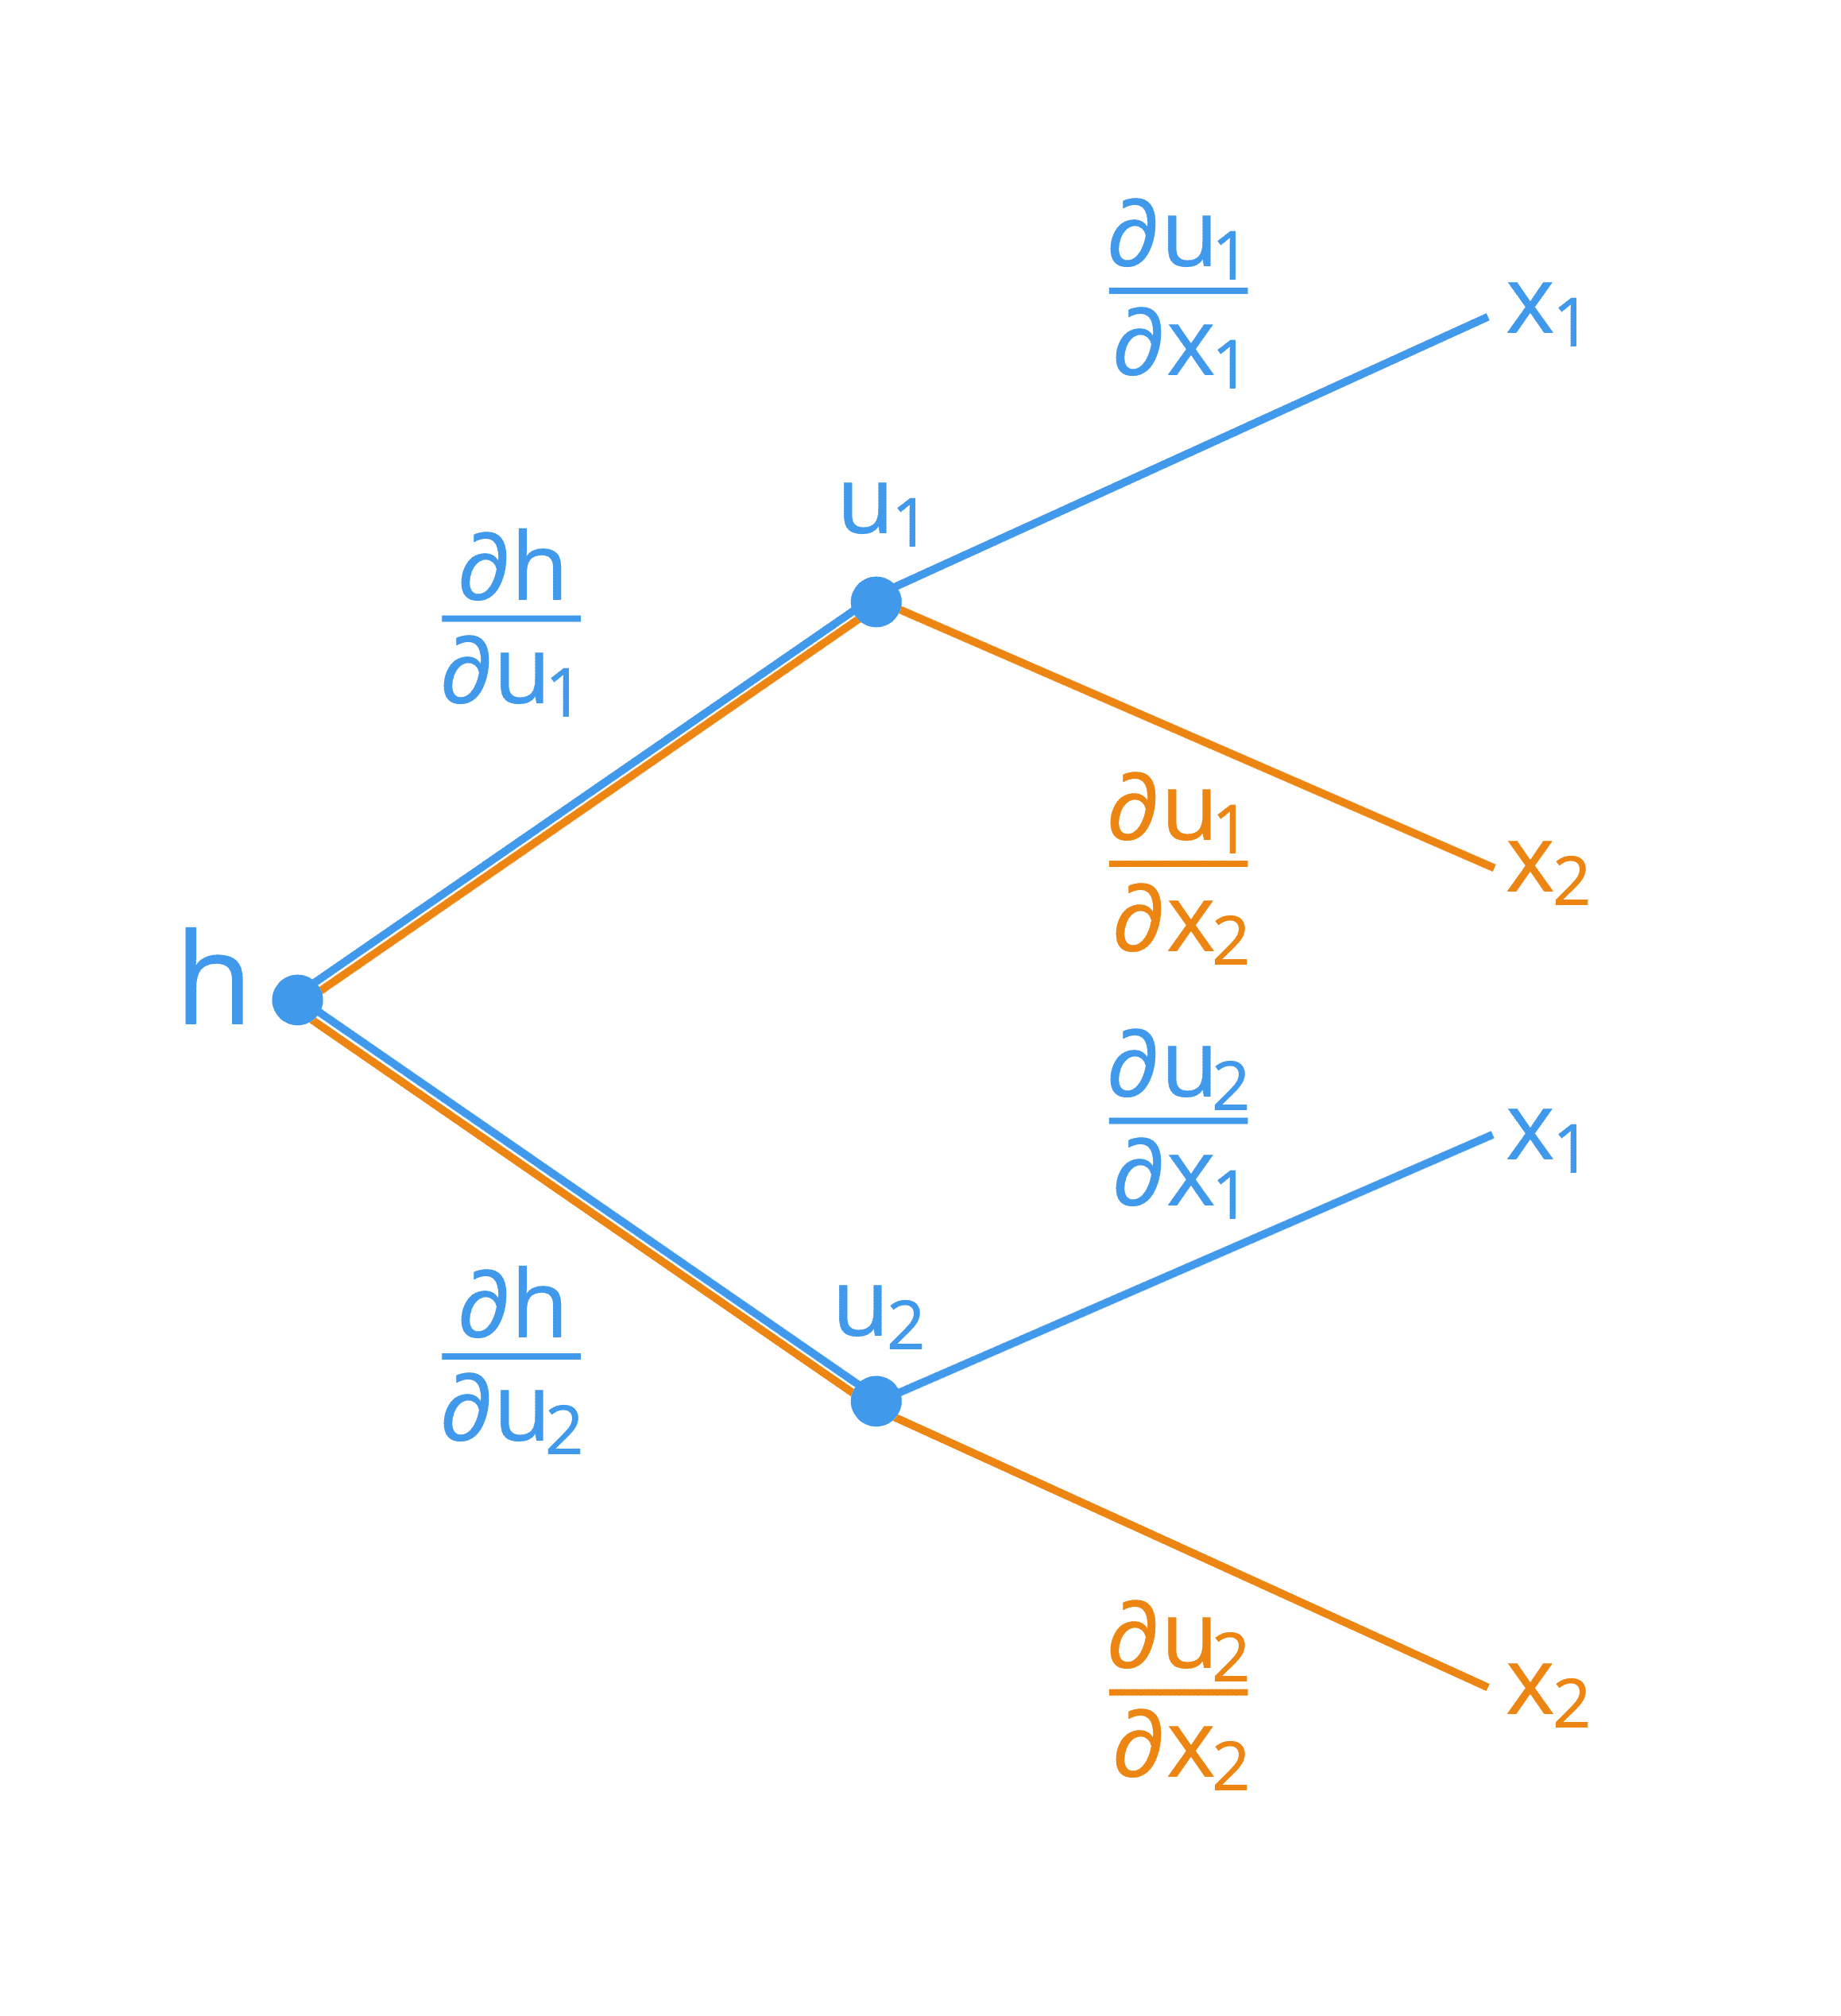 ∂u₁
∂x₁
x₁
u₁
∂h
∂u₁
∂u₁
∂x₂
x₂
h
∂u₂
∂x₁
x₁
∂h
∂u₂
u₂
∂u₂
∂x₂
x₂